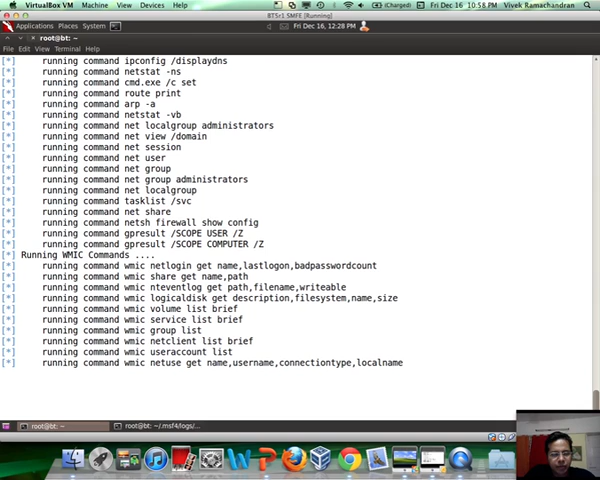 VirtualBox VM Machine View Devices Help (Charged) Fri Dec 16 10:58 PM Vivek Ramachandran
BT5r1 SMFE [Running]
Applications Places System Fri Dec 16, 12:28 PM
root@bt: ~
File Edit View Terminal Help
[*] running command ipconfig /displaydns
[*] running command netstat -ns
[*] running command cmd.exe /c set
[*] running command route print
[*] running command arp -a
[*] running command netstat -vb
[*] running command net localgroup administrators
[*] running command net view /domain
[*] running command net session
[*] running command net user
[*] running command net group
[*] running command net group administrators
[*] running command net localgroup
[*] running command tasklist /svc
[*] running command net share
[*] running command netsh firewall show config
[*] running command gpresult /SCOPE USER /Z
[*] running command gpresult /SCOPE COMPUTER /Z
[*] Running WMIC Commands ....
[*] running command wmic netlogin get name,lastlogon,badpasswordcount
[*] running command wmic share get name,path
[*] running command wmic nteventlog get path,filename,writeable
[*] running command wmic logicaldisk get description,filesystem,name,size
[*] running command wmic volume list brief
[*] running command wmic service list brief
[*] running command wmic group list
[*] running command wmic netclient list brief
[*] running command wmic useraccount list
[*] running command wmic netuse get name,username,connectiontype,localname
root@bt: ~ root@bt: ~/.msf4/logs/...